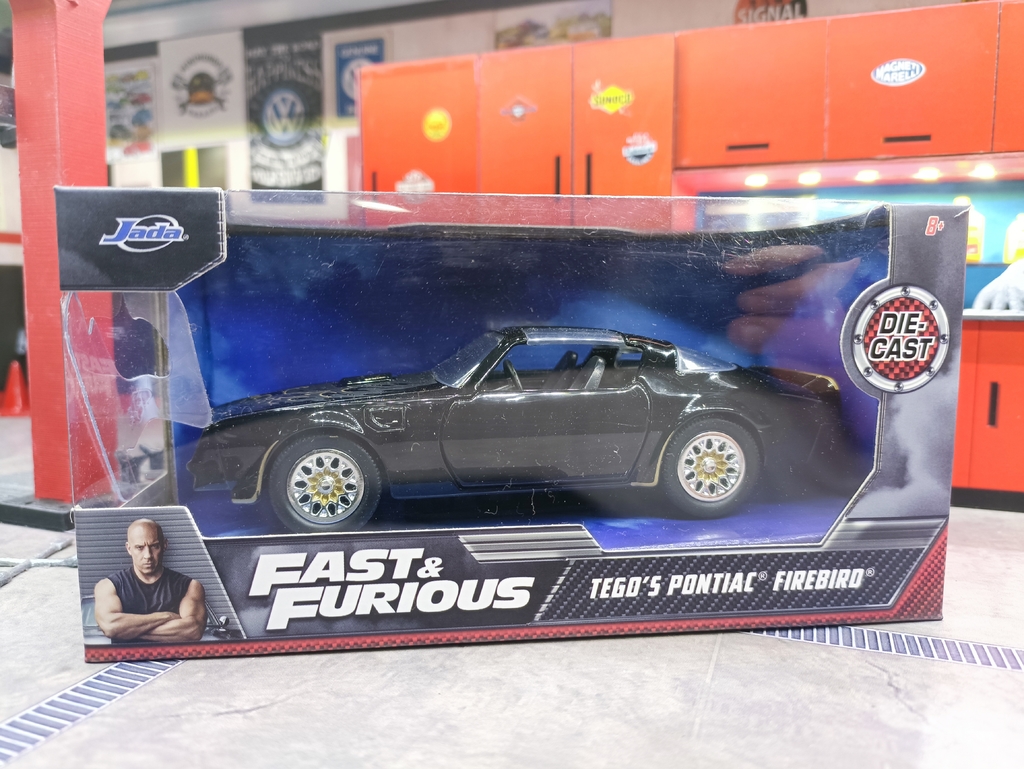 SIGNAL
MAGNETI
MARELLI
SUNOCO
Jada
8+
DIE-
CAST
FAST &
FURIOUS
TEGO'S PONTIAC® FIREBIRD®